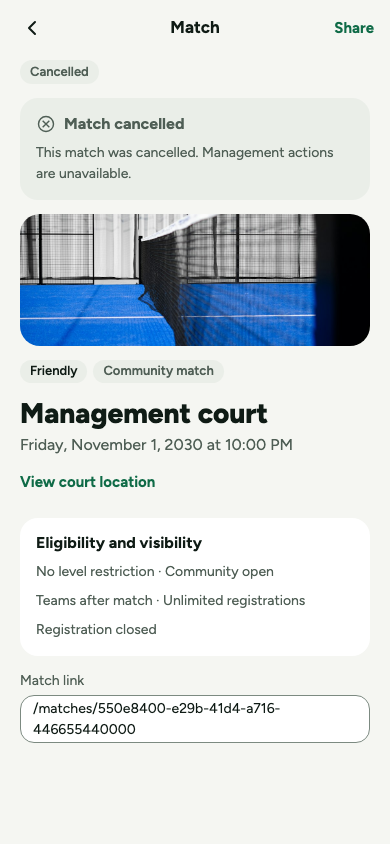 Match
Share
Cancelled
Match cancelled
This match was cancelled. Management actions
are unavailable.
Friendly
Community match
Management court
Friday, November 1, 2030 at 10:00 PM
View court location
Eligibility and visibility
No level restriction · Community open
Teams after match · Unlimited registrations
Registration closed
Match link
/matches/550e8400-e29b-41d4-a716-
446655440000